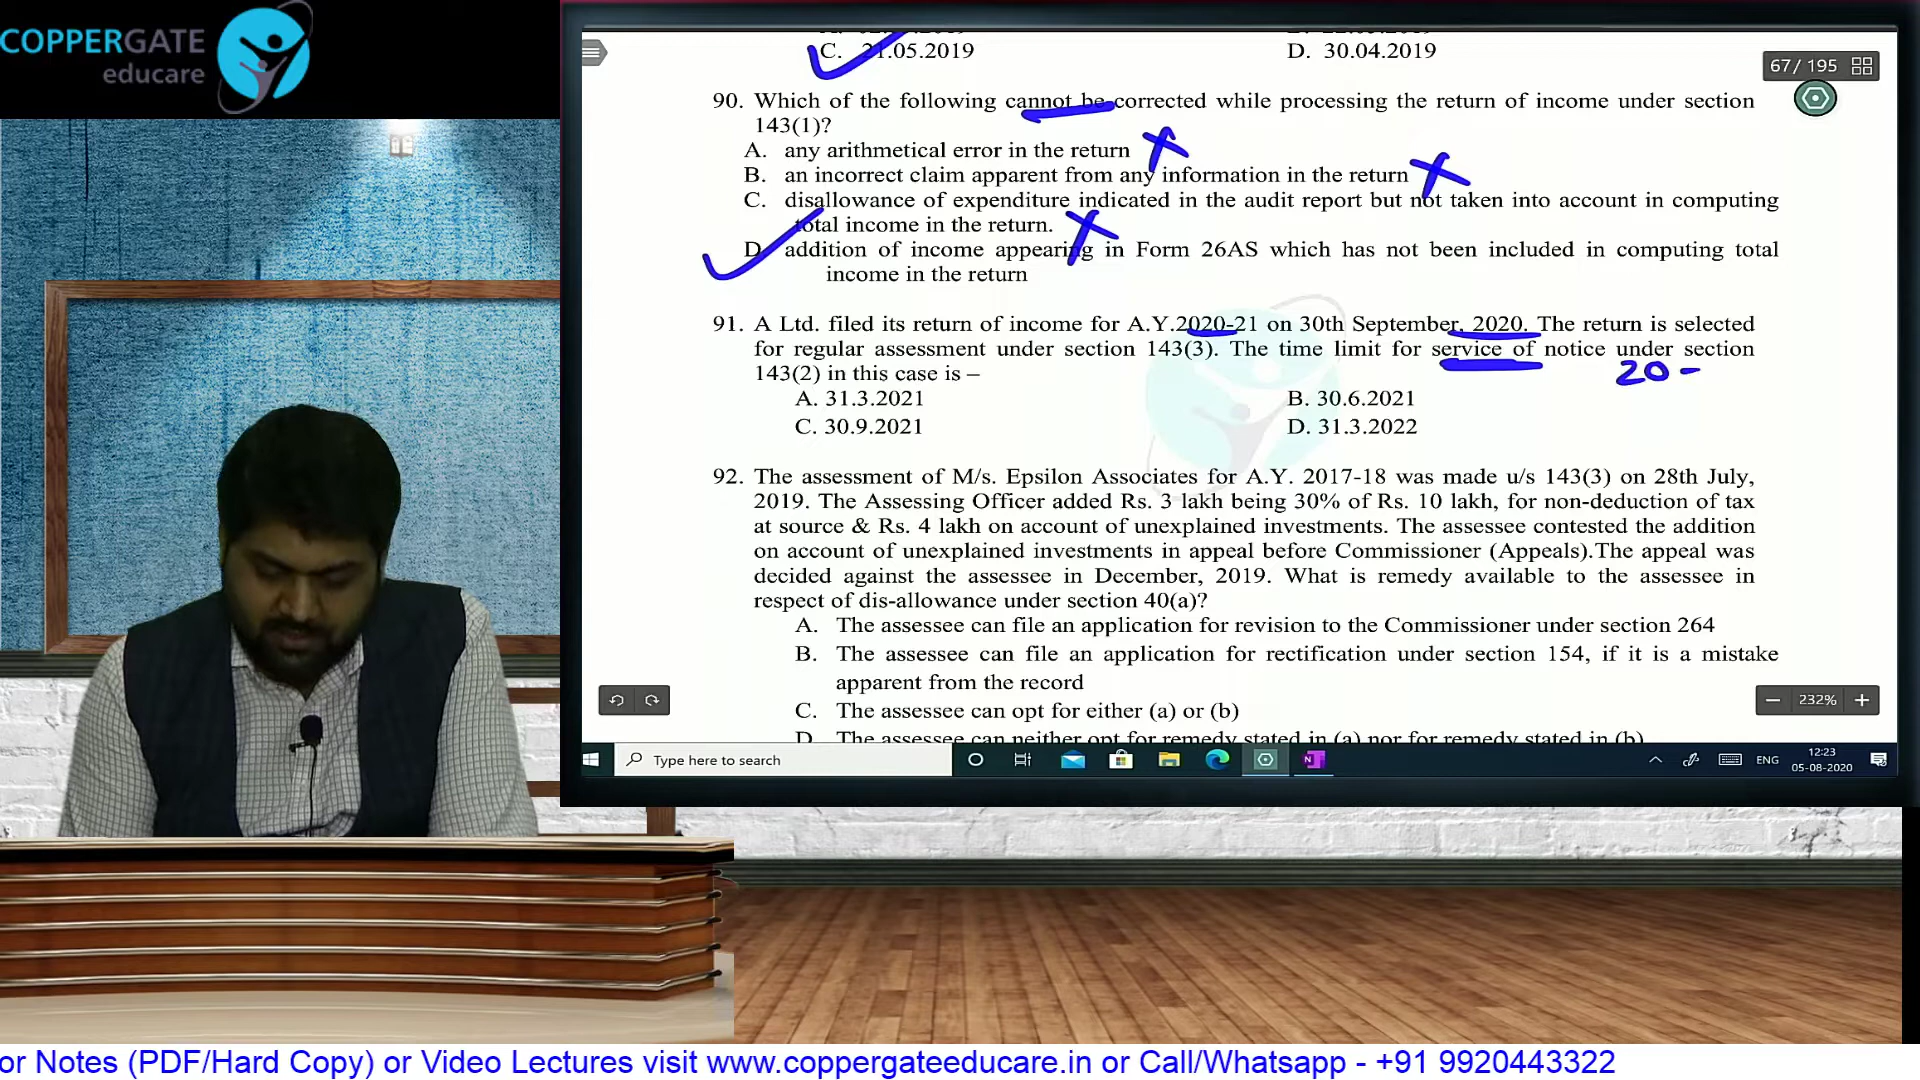 COPPERGATE
educare
C. 21.05.2019
D. 30.04.2019
67/ 195
90. Which of the following cannot be corrected while processing the return of income under section
143(1)?
A. any arithmetical error in the return
B. an incorrect claim apparent from any information in the return
C. disallowance of expenditure indicated in the audit report but not taken into account in computing
total income in the return.
D. addition of income appearing in Form 26AS which has not been included in computing total
income in the return
91. A Ltd. filed its return of income for A.Y.2020-21 on 30th September, 2020. The return is selected
for regular assessment under section 143(3). The time limit for service of notice under section
143(2) in this case is –
20 -
A. 31.3.2021
B. 30.6.2021
C. 30.9.2021
D. 31.3.2022
92. The assessment of M/s. Epsilon Associates for A.Y. 2017-18 was made u/s 143(3) on 28th July,
2019. The Assessing Officer added Rs. 3 lakh being 30% of Rs. 10 lakh, for non-deduction of tax
at source & Rs. 4 lakh on account of unexplained investments. The assessee contested the addition
on account of unexplained investments in appeal before Commissioner (Appeals).The appeal was
decided against the assessee in December, 2019. What is remedy available to the assessee in
respect of dis-allowance under section 40(a)?
A. The assessee can file an application for revision to the Commissioner under section 264
B. The assessee can file an application for rectification under section 154, if it is a mistake
apparent from the record
C. The assessee can opt for either (a) or (b)
D. The assessee can neither opt for remedy stated in (a) nor for remedy stated in (b)
232%
Type here to search
ENG
12:23
05-08-2020
or Notes (PDF/Hard Copy) or Video Lectures visit www.coppergateeducare.in or Call/Whatsapp - +91 9920443322